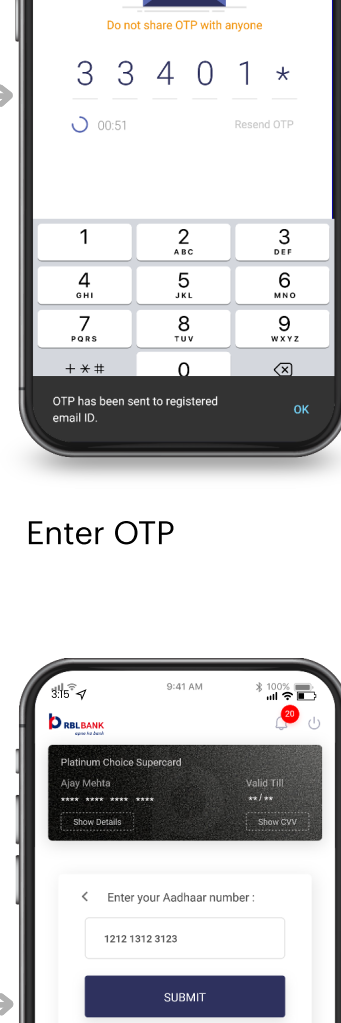 Do not share OTP with anyone
3 3 4 0 1 *
00:51 Resend OTP
1 2 3
ABC DEF
4 5 6
GHI JKL MNO
7 8 9
PQRS TUV WXYZ
+ * # 0
OTP has been sent to registered
email ID. OK
Enter OTP
3:15 9:41 AM 100%
20
RBLBANK
apno ka bank
Platinum Choice Supercard
Ajay Mehta Valid Till
**** **** **** **** **/**
Show Details Show CVV
Enter your Aadhaar number :
1212 1312 3123
SUBMIT